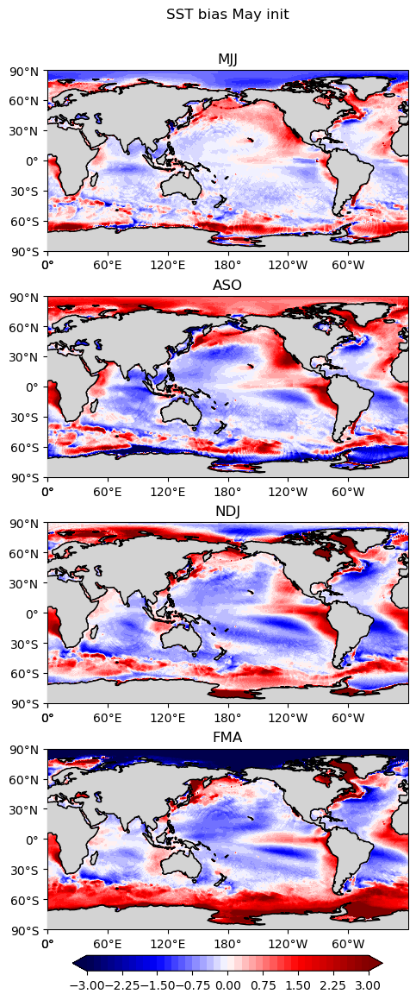 SST bias May init
MJJ
90°N
60°N
30°N
0°
30°S
60°S
90°S
0° 60°E 120°E 180° 120°W 60°W
ASO
90°N
60°N
30°N
0°
30°S
60°S
90°S
0° 60°E 120°E 180° 120°W 60°W
NDJ
90°N
60°N
30°N
0°
30°S
60°S
90°S
0° 60°E 120°E 180° 120°W 60°W
FMA
90°N
60°N
30°N
0°
30°S
60°S
90°S
0° 60°E 120°E 180° 120°W 60°W
−3.00 −2.25 −1.50 −0.75 0.00 0.75 1.50 2.25 3.00